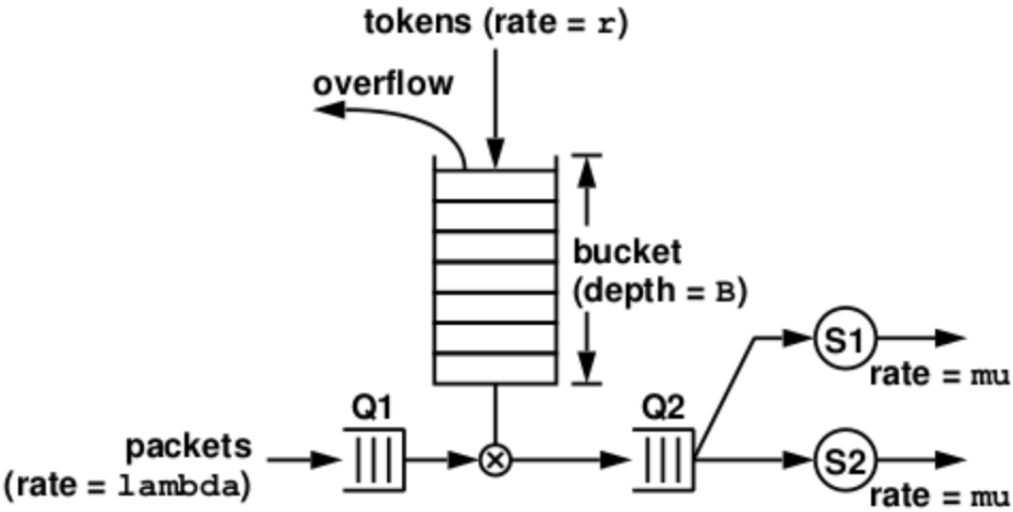 tokens (rate = r)
overflow
bucket
(depth = B)
S1
rate = mu
Q1
Q2
packets
(rate = lambda)
S2
rate = mu